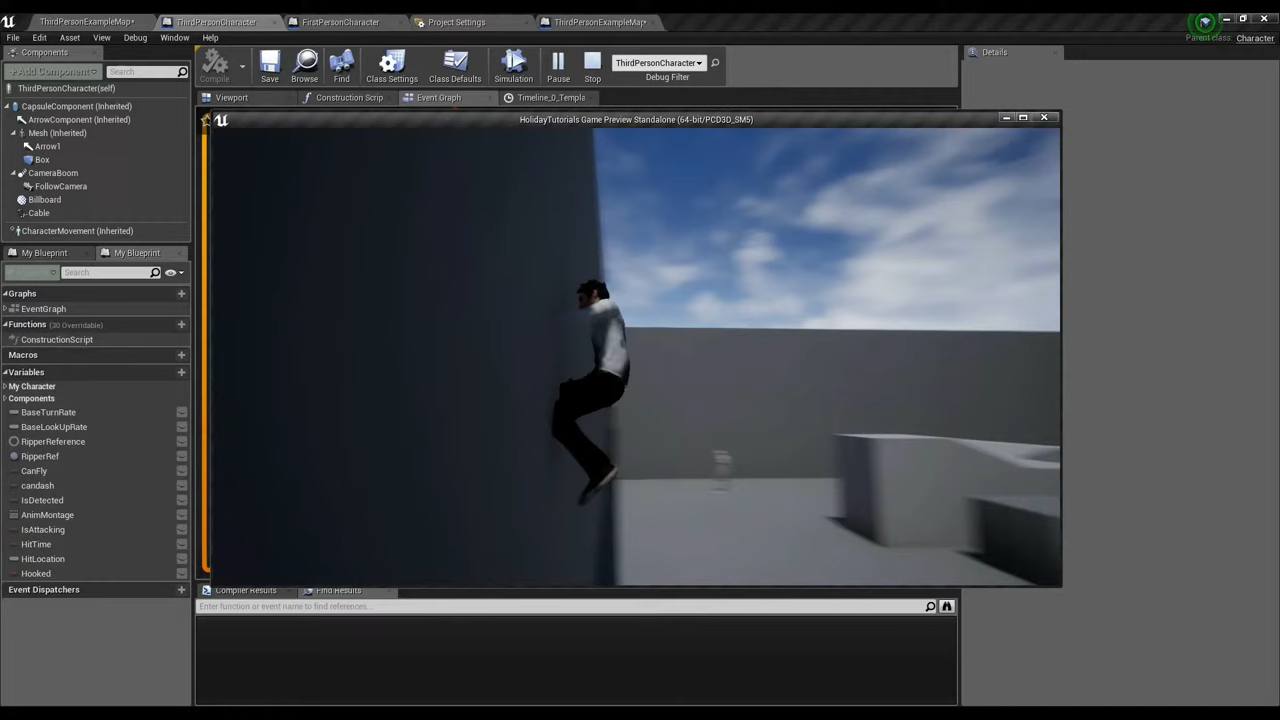 ThirdPersonExampleMap*
ThirdPersonCharacter
FirstPersonCharacter
Project Settings
ThirdPersonExampleMap*
File Edit Asset View Debug Window Help
Parent class: Character
Components
+Add Component
Search
ThirdPersonCharacter(self)
CapsuleComponent (Inherited)
ArrowComponent (Inherited)
Mesh (Inherited)
Arrow1
Box
CameraBoom
FollowCamera
Billboard
Cable
CharacterMovement (Inherited)
My Blueprint
My Blueprint
Search
Graphs
EventGraph
Functions (30 Overridable)
ConstructionScript
Macros
Variables
My Character
Components
BaseTurnRate
BaseLookUpRate
RipperReference
RipperRef
CanFly
candash
IsDetected
AnimMontage
IsAttacking
HitTime
HitLocation
Hooked
Event Dispatchers
Compile
Save
Browse
Find
Class Settings
Class Defaults
Simulation
Pause
Stop
ThirdPersonCharacter
Debug Filter
Viewport
Construction Scrip
Event Graph
Timeline_0_Templa
HolidayTutorials Game Preview Standalone (64-bit/PCD3D_SM5)
Compiler Results
Find Results
Enter function or event name to find references...
Details